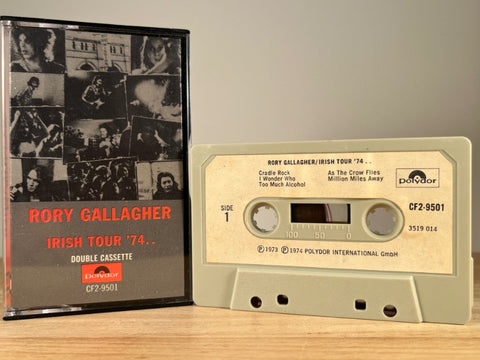 RORY GALLAGHER
IRISH TOUR '74..
DOUBLE CASSETTE
polydor
CF2-9501
RORY GALLAGHER/IRISH TOUR '74..
Cradle Rock
I Wonder Who
Too Much Alcohol
As The Crow Flies
Million Miles Away
polydor
SIDE
1
CF2-9501
3519 014
100 50 0
Ⓟ 1973 Ⓟ © 1974 POLYDOR INTERNATIONAL GmbH